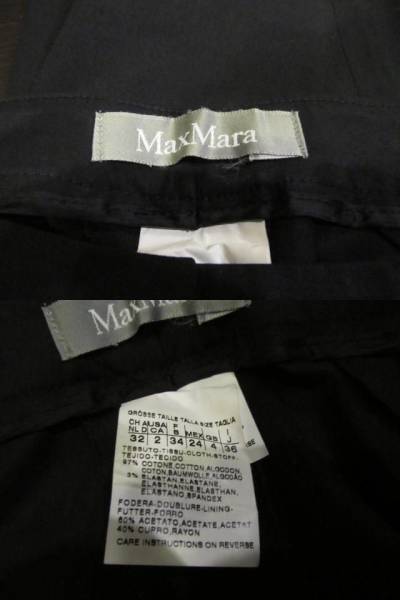 MaxMara
MaxMara
GRÖSSE TAILLE TALLA SIZE TAGLIA
CH A USA F MEX GB I
NL D CA B J
32 2 34 24 4 36
TESSUTO-TISSU-CLOTH-STOFF-
TEJIDO-TECIDO
97% COTONE,COTTON,ALGODON,
COTON,BAUMWOLLE,ALGODÃO
3% ELASTAN,ELASTANE,
ELASTHANNE,ELASTHAN,
ELASTANO,SPANDEX
FODERA-DOUBLURE-LINING-
FUTTER-FORRO
60% ACETATO,ACETATE,ACETAT
40% CUPRO,RAYON
CARE INSTRUCTIONS ON REVERSE